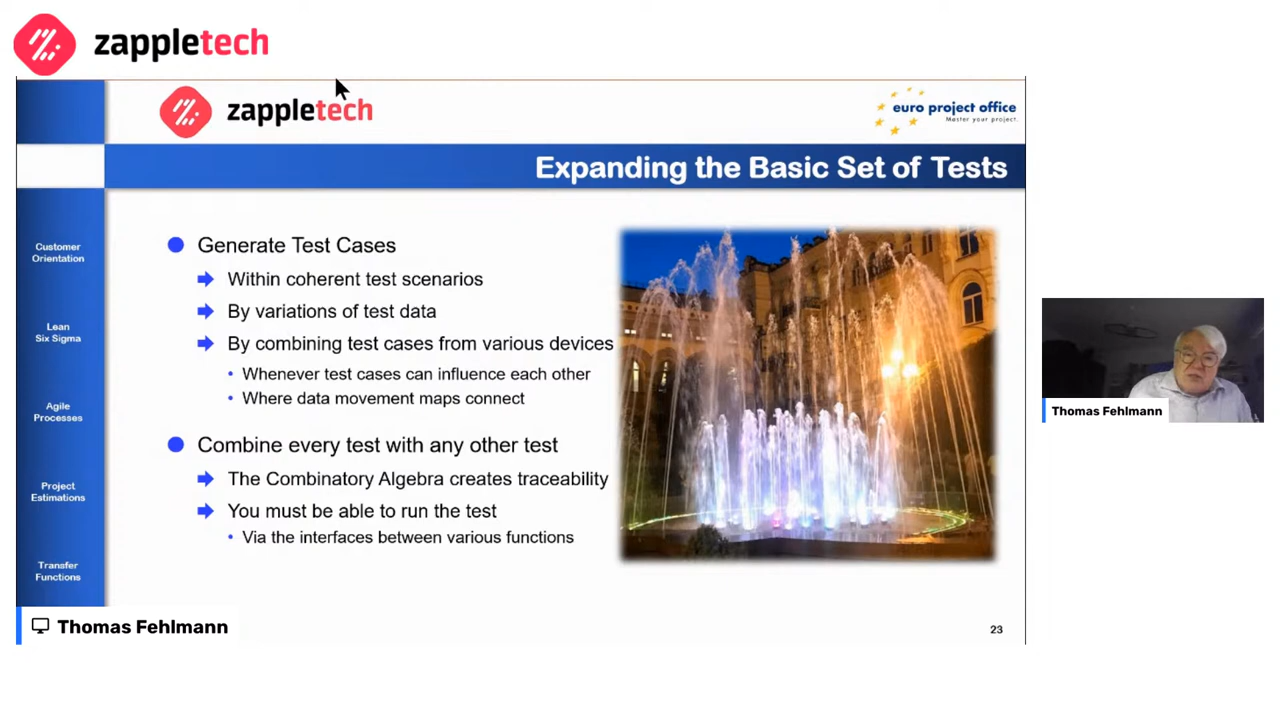 zappletech
zappletech
euro project office
Master your project.
Expanding the Basic Set of Tests
Customer
Orientation
Lean
Six Sigma
Agile
Processes
Project
Estimations
Transfer
Functions
Generate Test Cases
Within coherent test scenarios
By variations of test data
By combining test cases from various devices
Whenever test cases can influence each other
Where data movement maps connect
Combine every test with any other test
The Combinatory Algebra creates traceability
You must be able to run the test
Via the interfaces between various functions
Thomas Fehlmann
Thomas Fehlmann
23